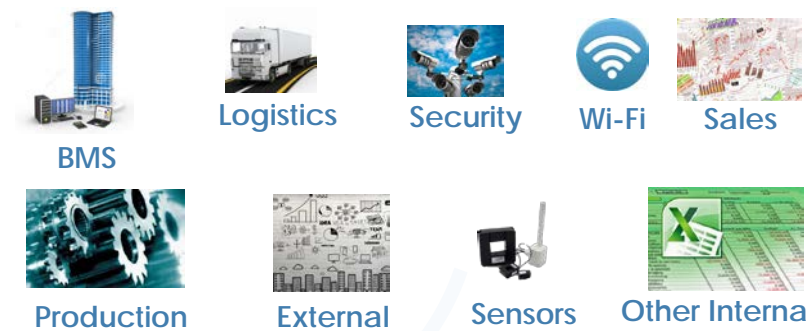 Logistics
Security
Wi-Fi
Sales
BMS
Production
External
Sensors
Other Interna